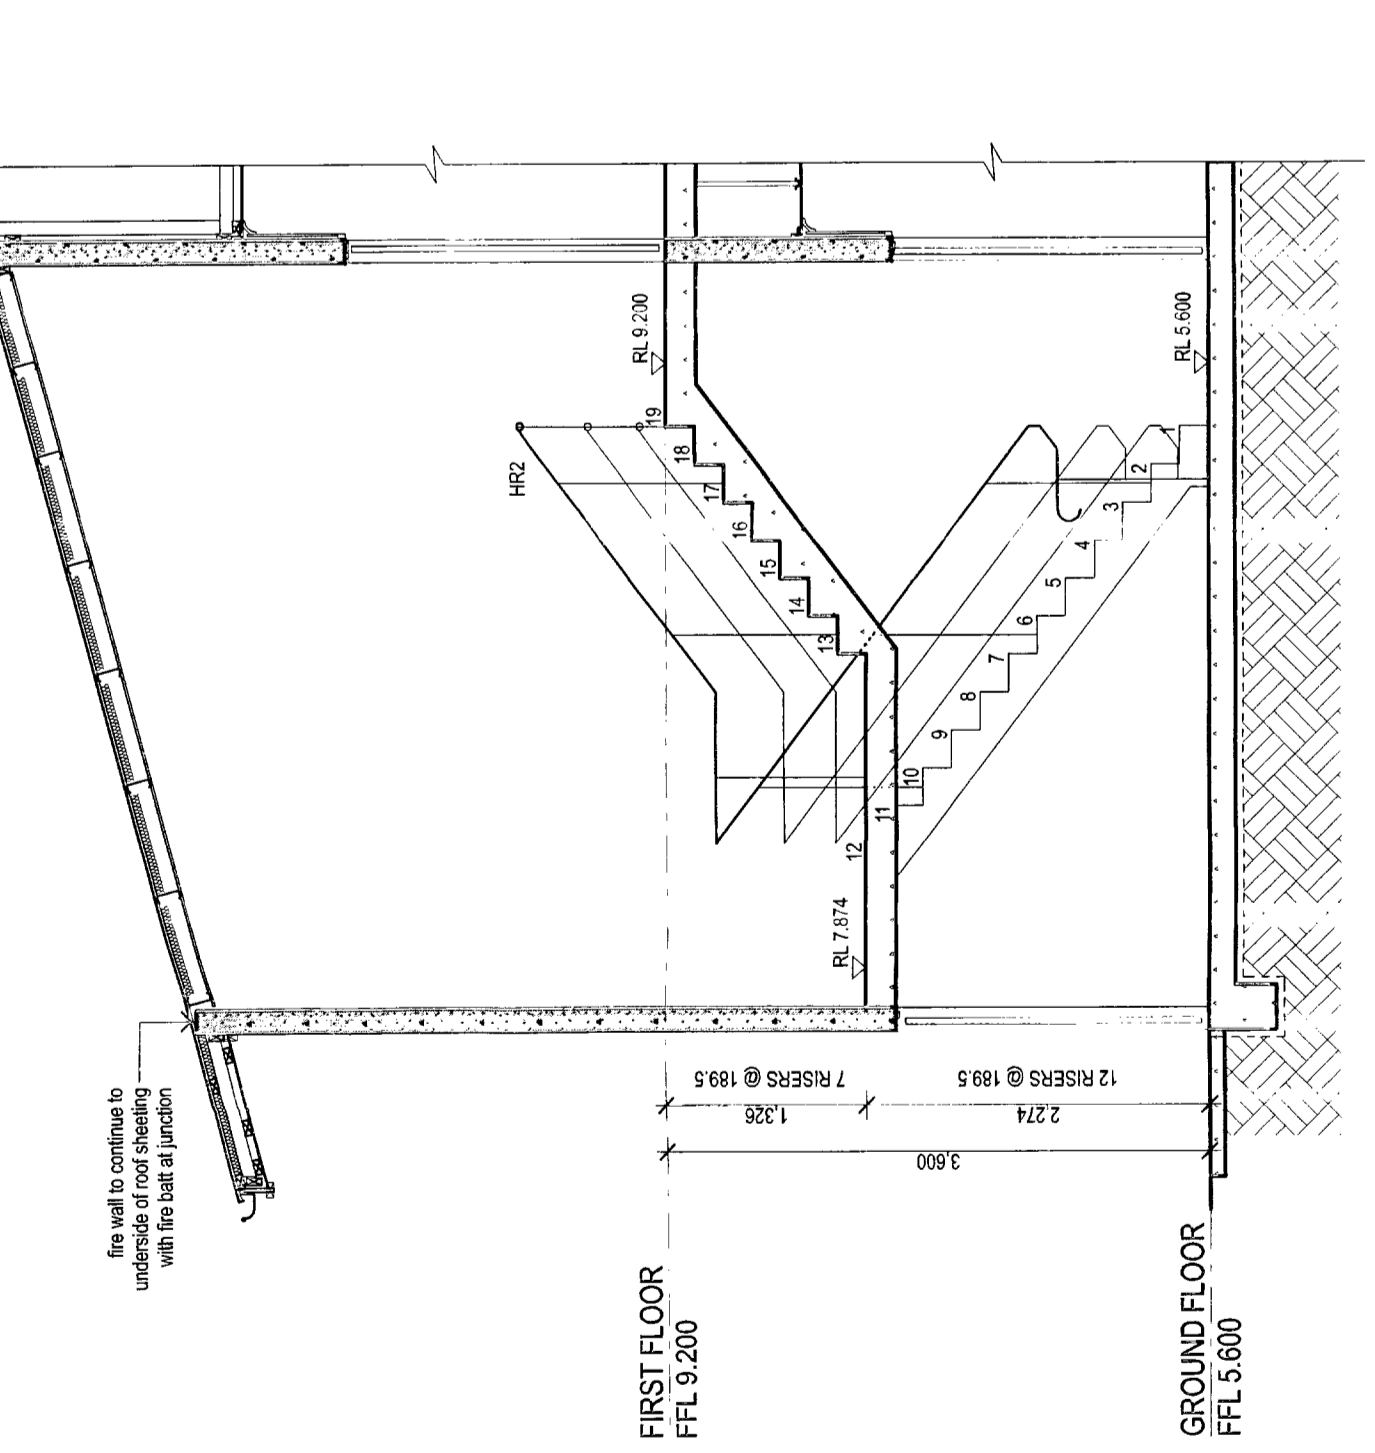 fire wall to continue to
underside of roof sheeting
with fire batt at junction
HR2
RL 9.200
RL 5.600
RL 7.874
19
18
17
16
15
14
13
12
11
10
9
8
7
6
5
4
3
2
1
7 RISERS @ 189.5
1,326
12 RISERS @ 189.5
2,274
3,600
FIRST FLOOR
FFL 9.200
GROUND FLOOR
FFL 5.600